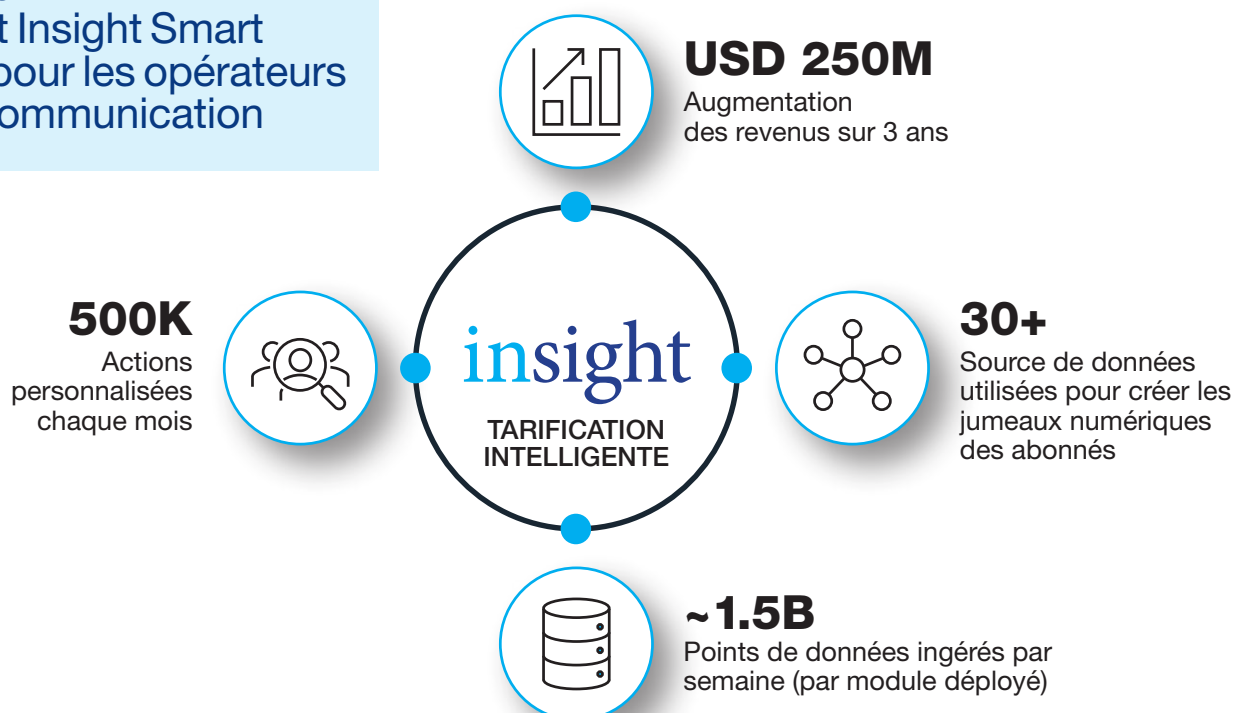 t Insight Smart
pour les opérateurs
ommunication
USD 250M
Augmentation
des revenus sur 3 ans
500K
Actions
personnalisées
chaque mois
insight
TARIFICATION
INTELLIGENTE
30+
Source de données
utilisées pour créer les
jumeaux numériques
des abonnés
~1.5B
Points de données ingérés par
semaine (par module déployé)